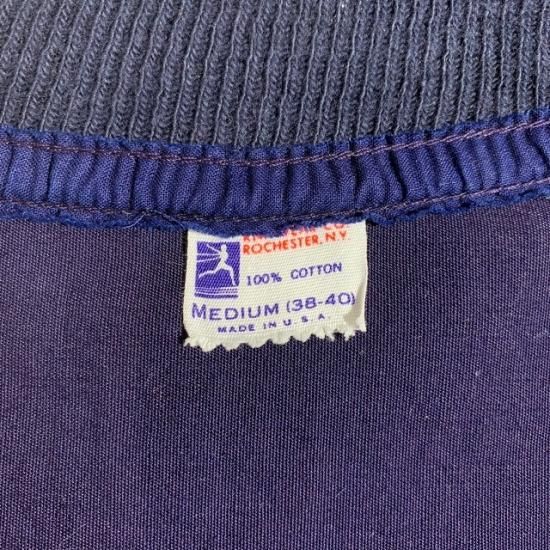 ROCHESTER, N.Y.
100% COTTON
MEDIUM (38-40)
MADE IN U.S.A.